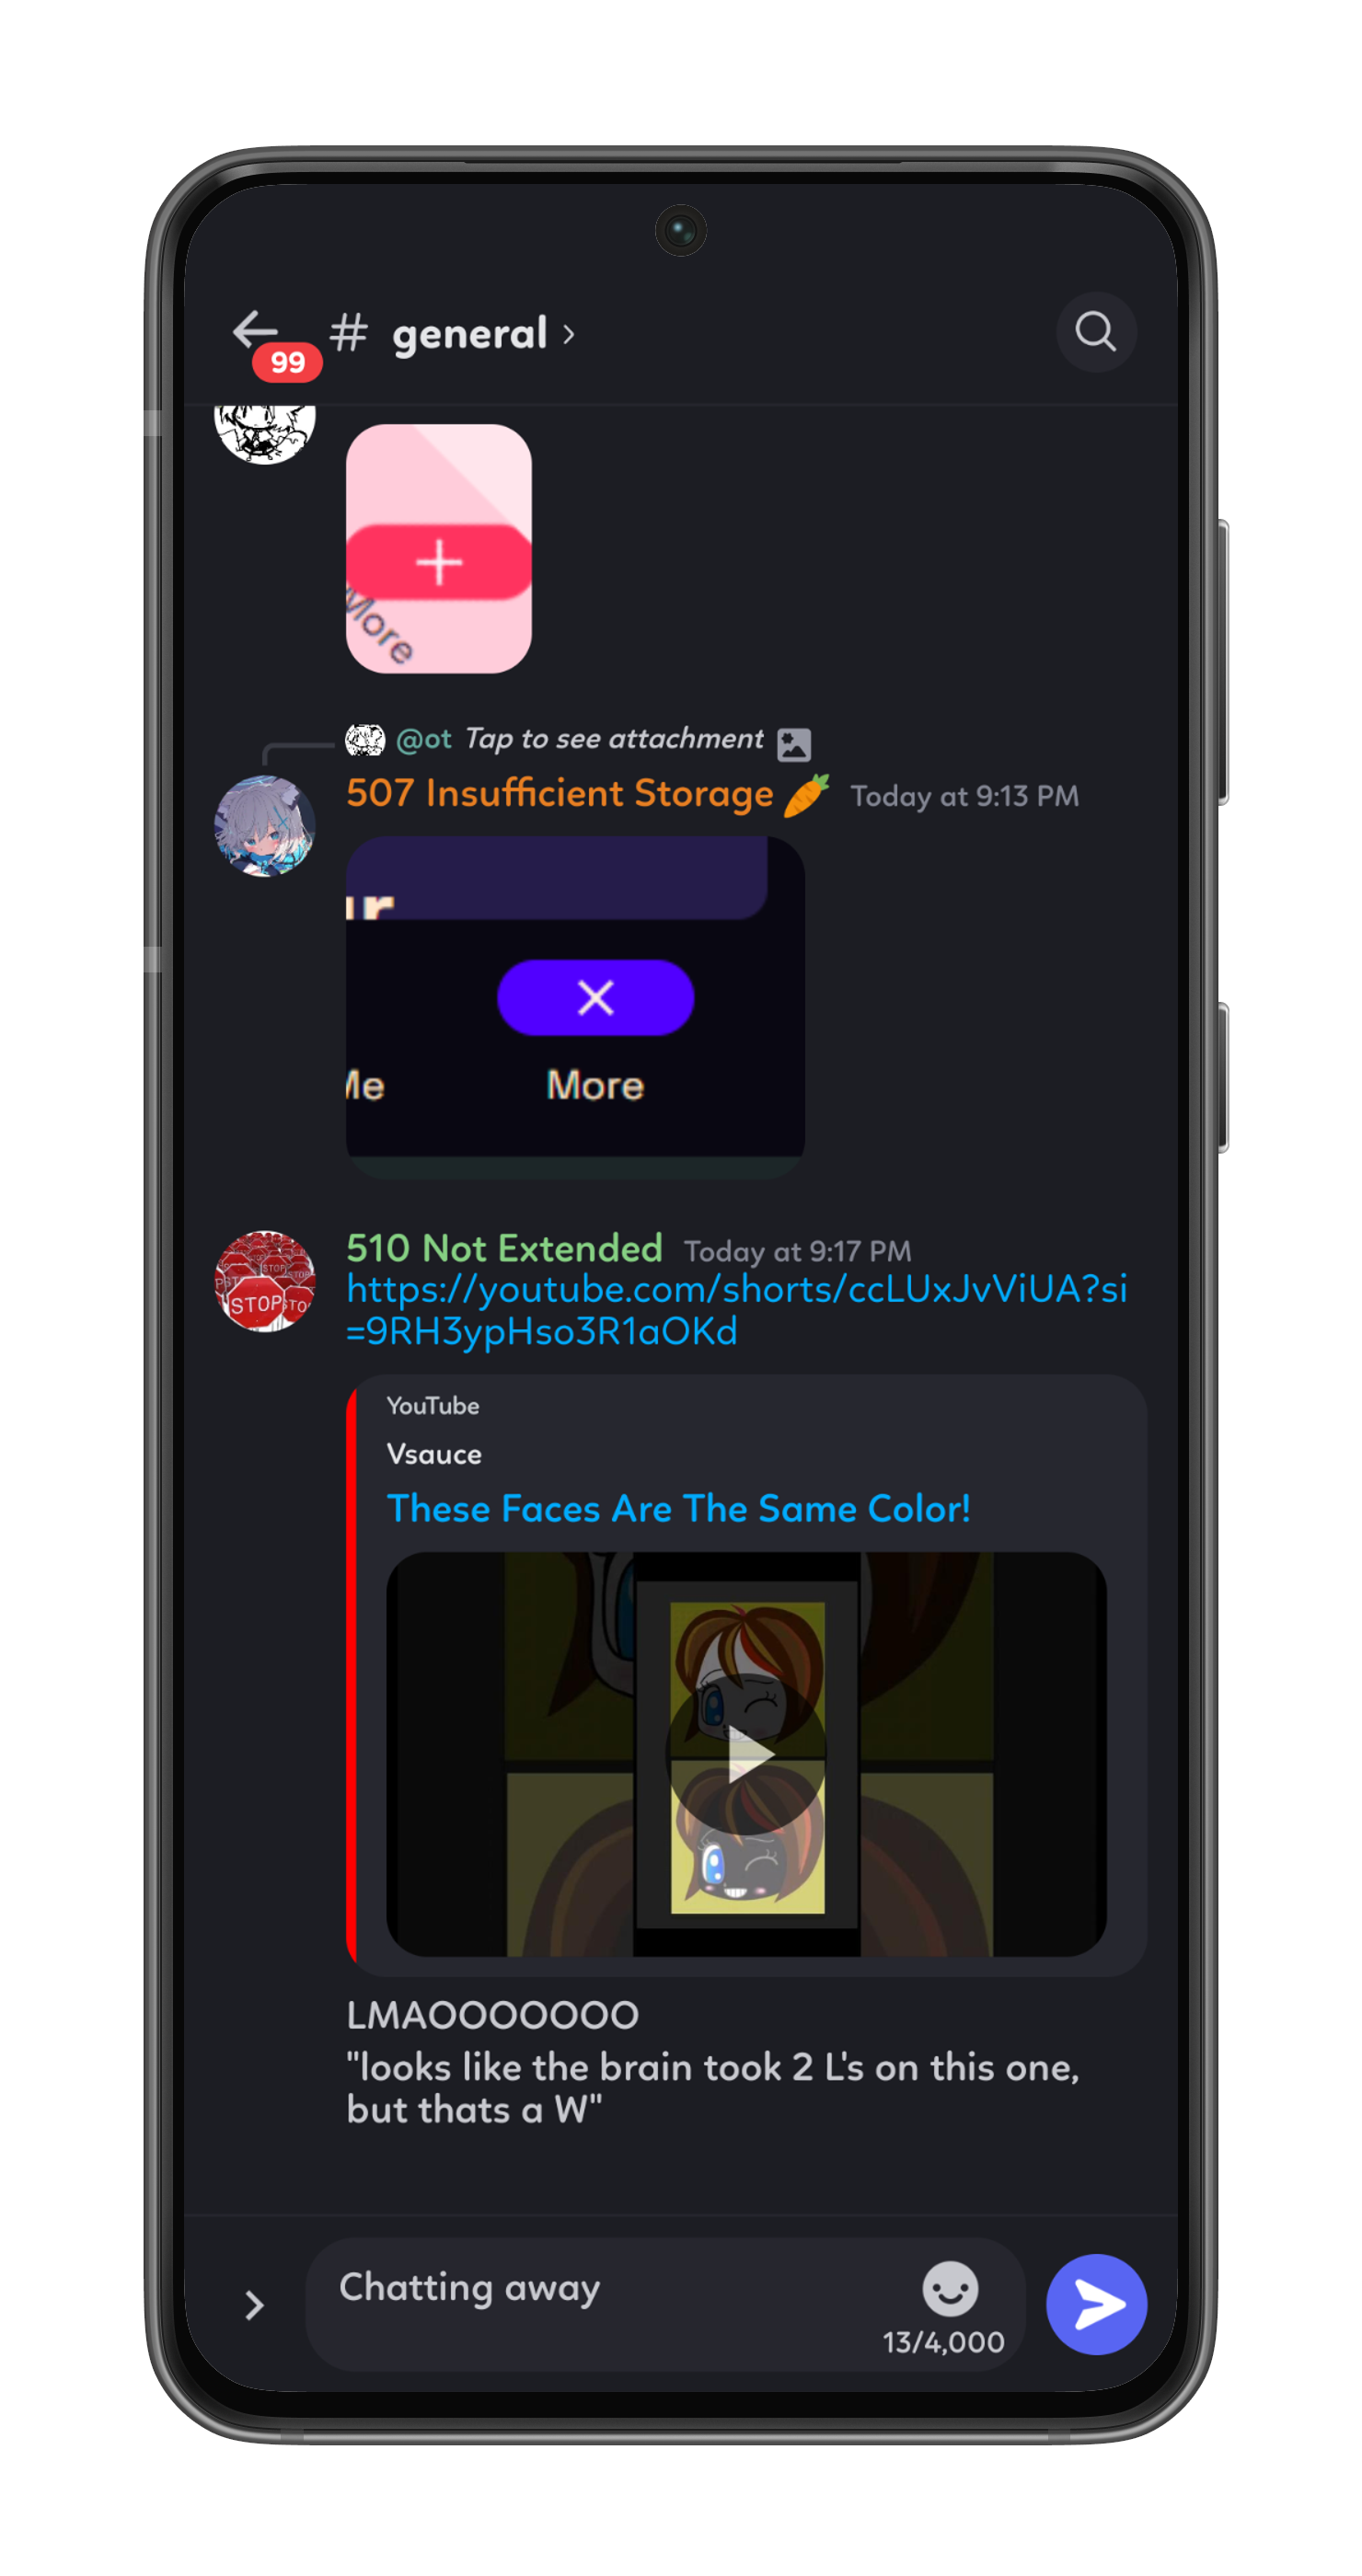 99
# general
More
@ot Tap to see attachment
507 Insufficient Storage 🥕 Today at 9:13 PM
ur
Me
More
510 Not Extended Today at 9:17 PM
https://youtube.com/shorts/ccLUxJvViUA?si
=9RH3ypHso3R1aOKd
STOP
YouTube
Vsauce
These Faces Are The Same Color!
LMAOOOOOOO
"looks like the brain took 2 L's on this one,
but thats a W"
Chatting away
13/4,000